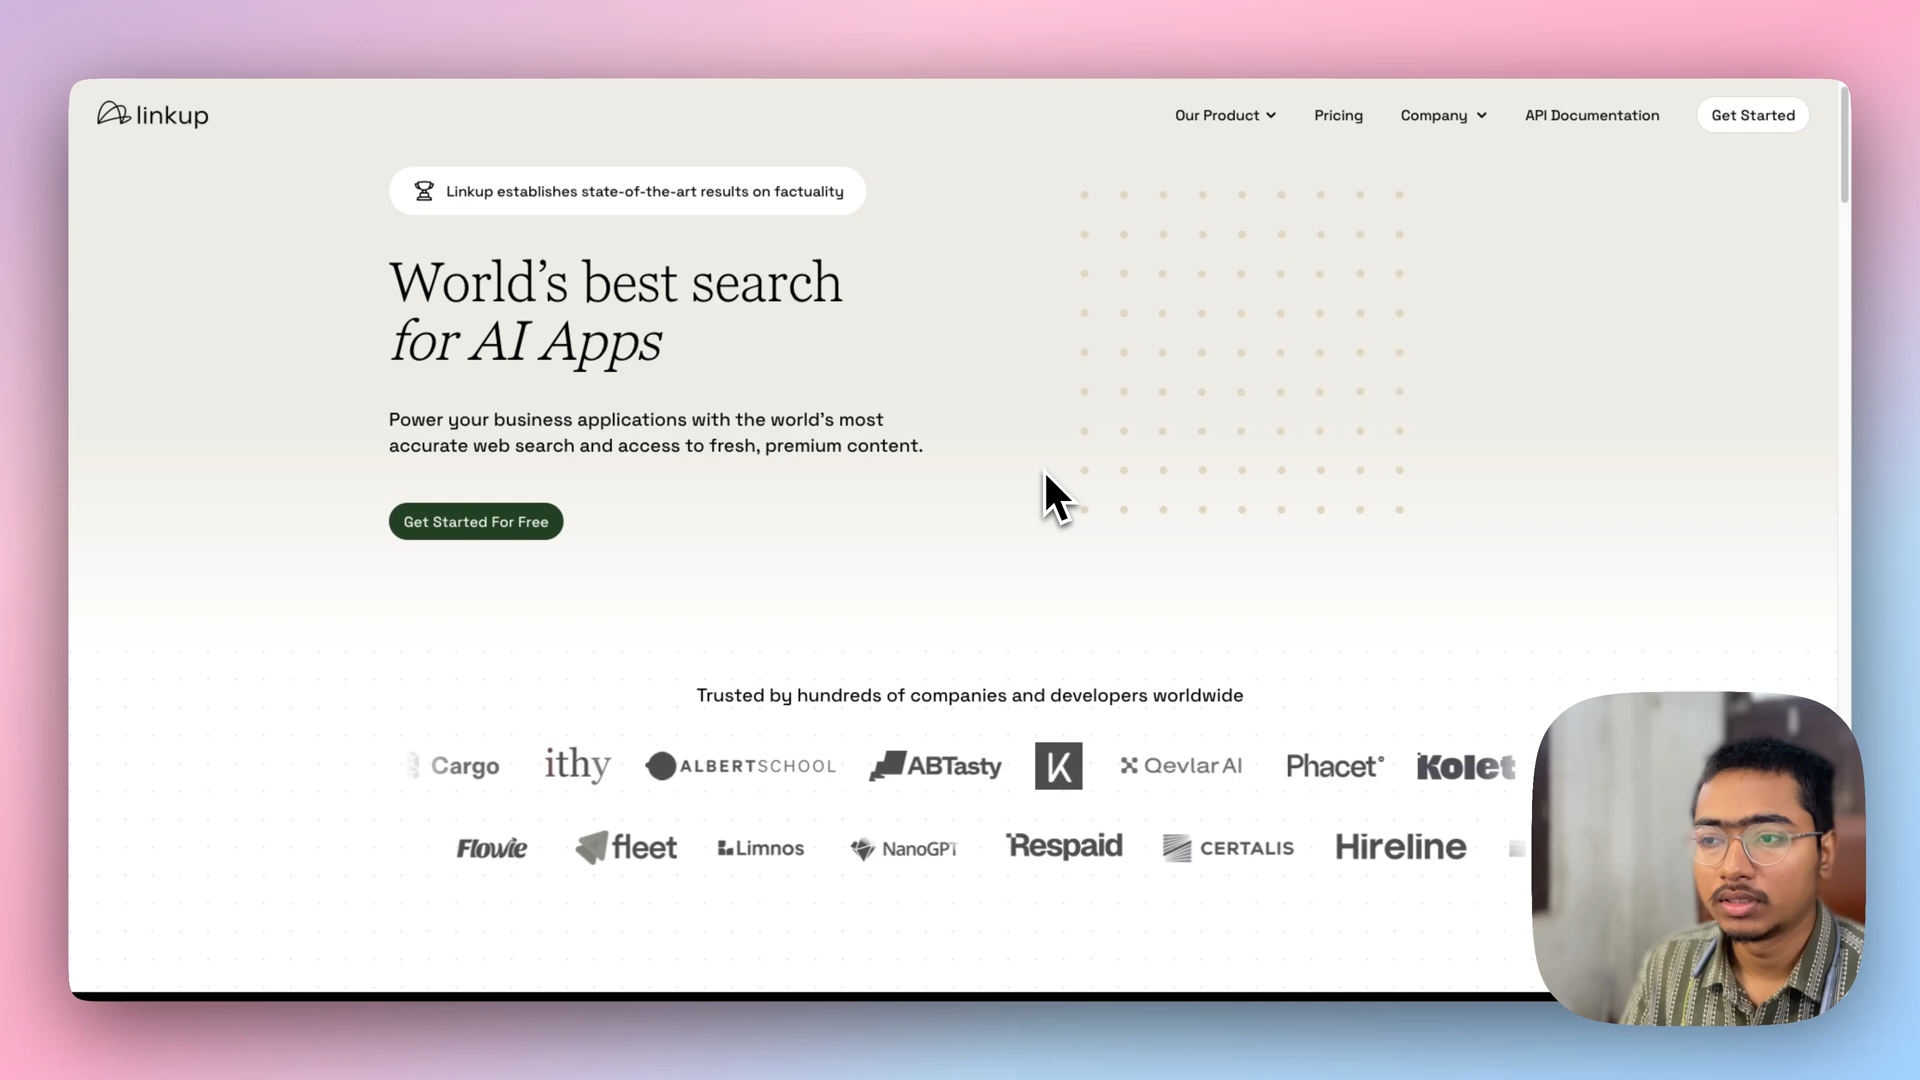 linkup
Our Product
Pricing
Company
API Documentation
Get Started
Linkup establishes state-of-the-art results on factuality
World’s best search
for AI Apps
Power your business applications with the world’s most
accurate web search and access to fresh, premium content.
Get Started For Free
Trusted by hundreds of companies and developers worldwide
Cargo
ithy
ALBERTSCHOOL
ABTasty
K
Qevlar AI
Phacet°
Kolet
Flowie
fleet
Limnos
NanoGPT
Respaid
CERTALIS
Hireline